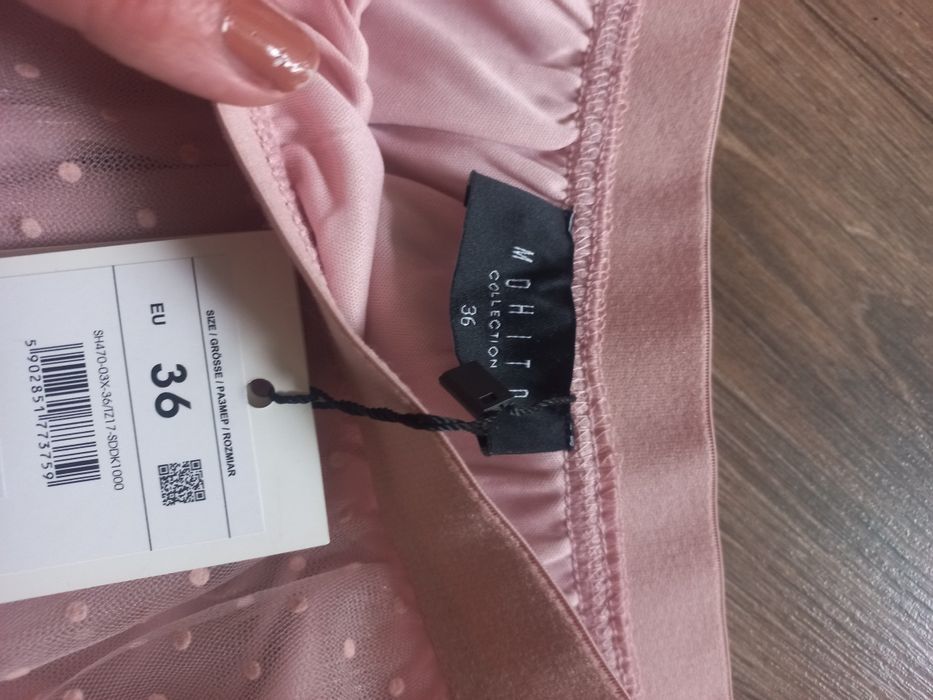 SIZE / GRÖSSE / РАЗМЕР / ROZMIAR
EU
36
SH470-03X-36/TZ17-SDDK1000
5902851773759
MOHITO
COLLECTION
36